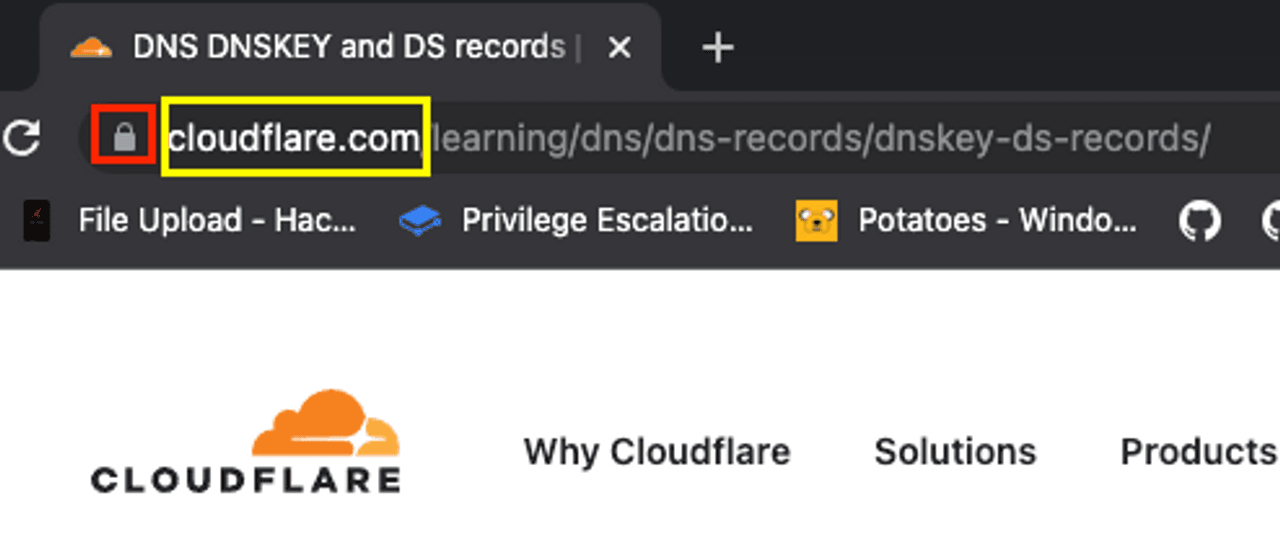 DNS DNSKEY and DS records |
cloudflare.com/learning/dns/dns-records/dnskey-ds-records/
File Upload - Hac... Privilege Escalatio... Potatoes - Windo...
CLOUDFLARE Why Cloudflare Solutions Products